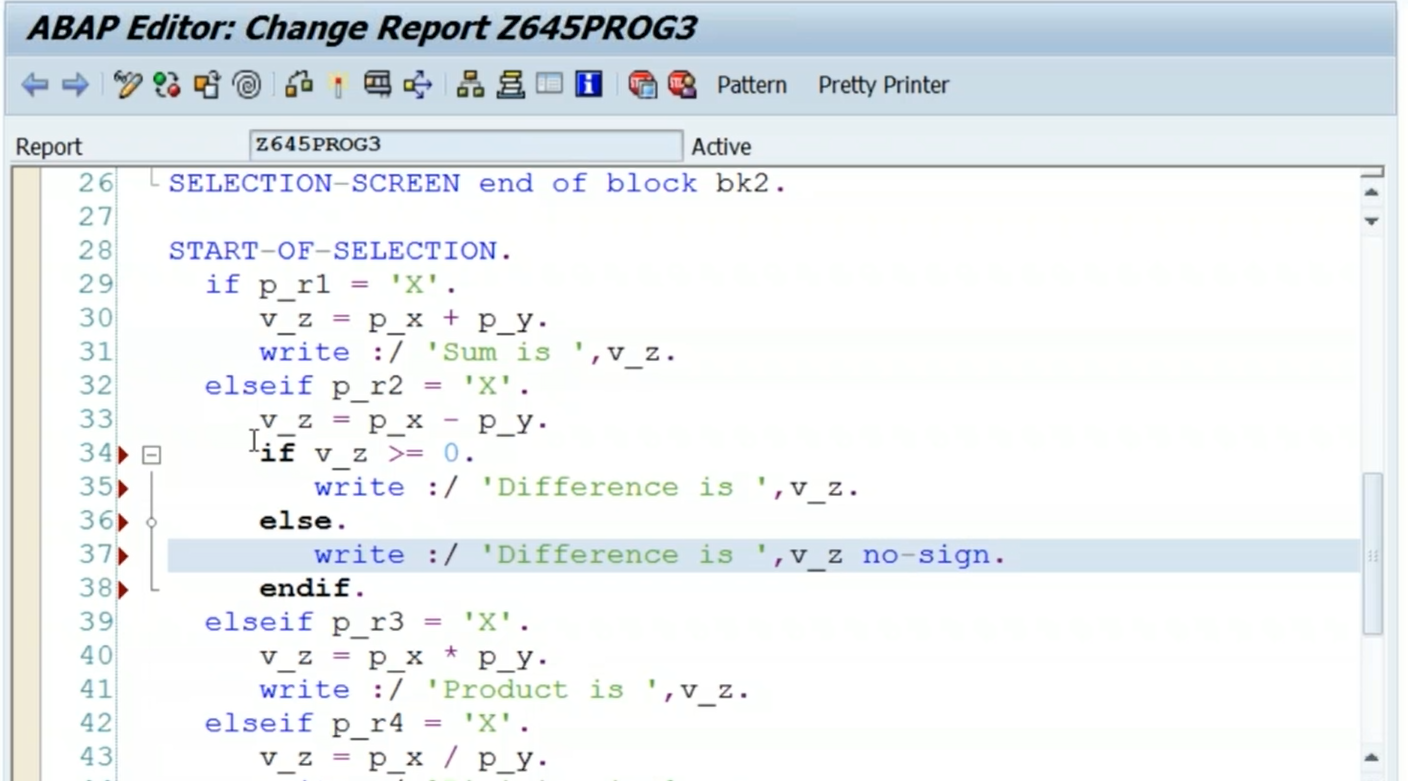 ABAP Editor: Change Report Z645PROG3
Pattern Pretty Printer
Report Z645PROG3 Active
26 SELECTION-SCREEN end of block bk2.
27
28 START-OF-SELECTION.
29 if p_r1 = 'X'.
30 v_z = p_x + p_y.
31 write :/ 'Sum is ',v_z.
32 elseif p_r2 = 'X'.
33 v_z = p_x - p_y.
34 if v_z >= 0.
35 write :/ 'Difference is ',v_z.
36 else.
37 write :/ 'Difference is ',v_z no-sign.
38 endif.
39 elseif p_r3 = 'X'.
40 v_z = p_x * p_y.
41 write :/ 'Product is ',v_z.
42 elseif p_r4 = 'X'.
43 v_z = p_x / p_y.